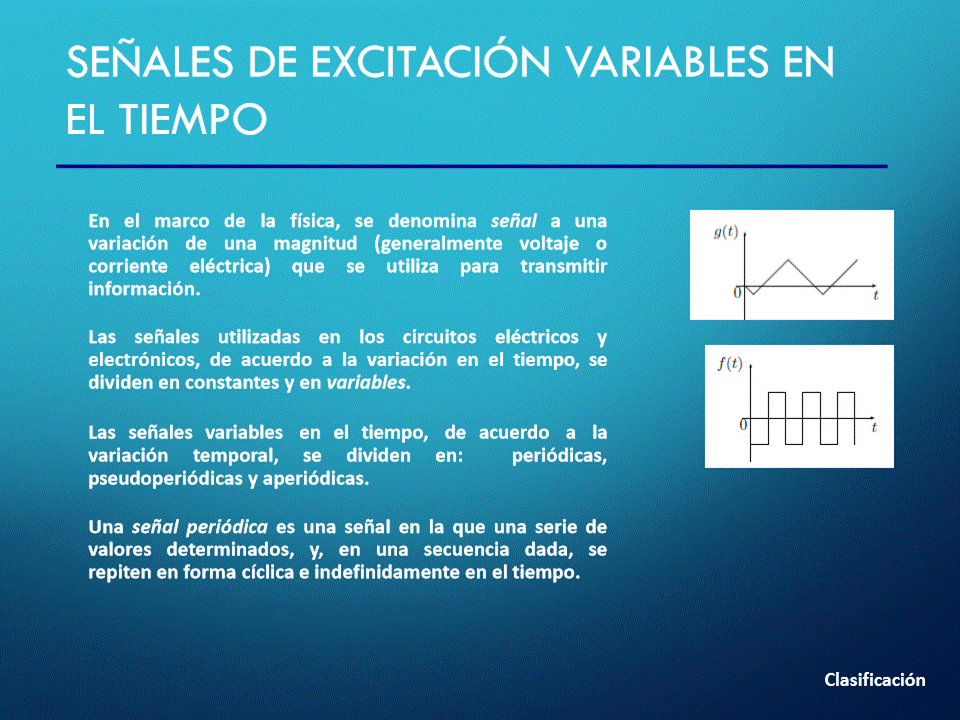 SEÑALES DE EXCITACIÓN VARIABLES EN
EL TIEMPO
En el marco de la física, se denomina señal a una
variación de una magnitud (generalmente voltaje o
corriente eléctrica) que se utiliza para transmitir
información.
Las señales utilizadas en los circuitos eléctricos y
electrónicos, de acuerdo a la variación en el tiempo, se
dividen en constantes y en variables.
Las señales variables en el tiempo, de acuerdo a la
variación temporal, se dividen en: periódicas,
pseudoperiódicas y aperiódicas.
Una señal periódica es una señal en la que una serie de
valores determinados, y, en una secuencia dada, se
repiten en forma cíclica e indefinidamente en el tiempo.
g(t)
0
t
f(t)
0
t
Clasificación